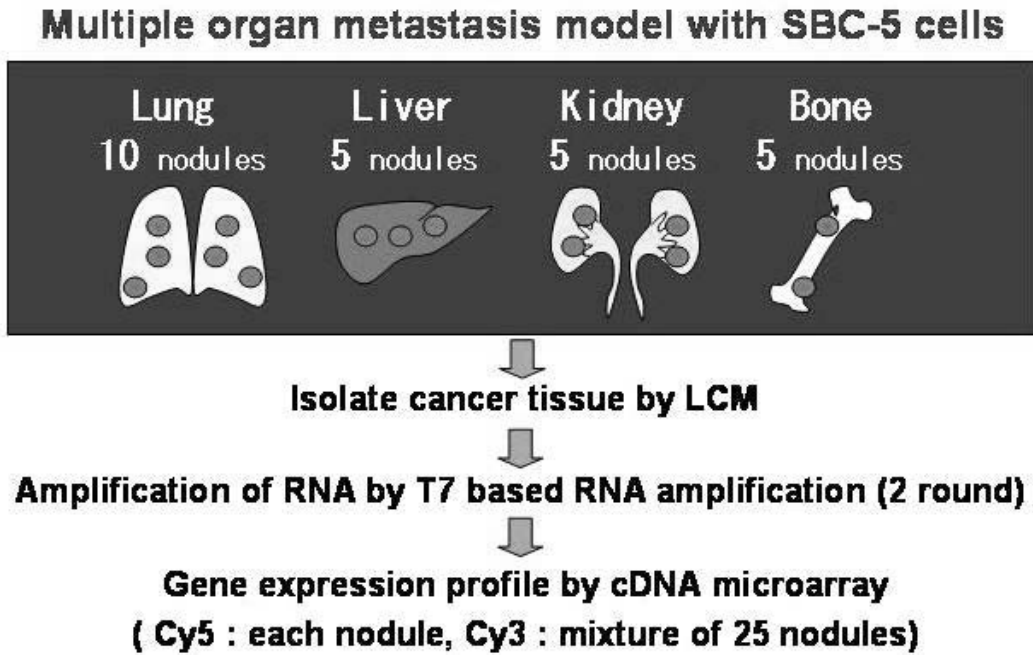 Multiple organ metastasis model with SBC-5 cells
Lung Liver Kidney Bone
10 nodules 5 nodules 5 nodules 5 nodules
Isolate cancer tissue by LCM
Amplification of RNA by T7 based RNA amplification (2 round)
Gene expression profile by cDNA microarray
( Cy5 : each nodule, Cy3 : mixture of 25 nodules)